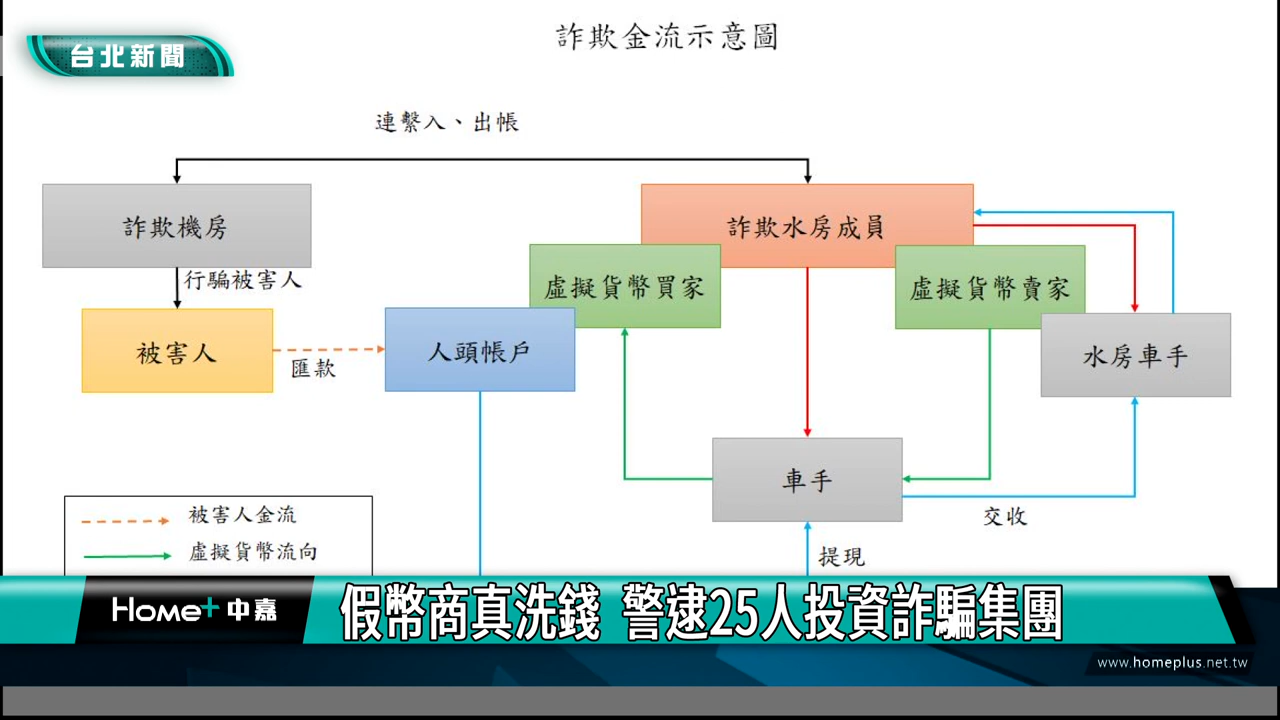 台北新聞
詐欺金流示意圖
連繫入、出帳
詐欺機房
詐欺水房成員
行騙被害人
虛擬貨幣買家
虛擬貨幣賣家
被害人
匯款
人頭帳戶
水房車手
車手
交收
提現
被害人金流
虛擬貨幣流向
Home+中嘉
假幣商真洗錢 警逮25人投資詐騙集團
www.homeplus.net.tw